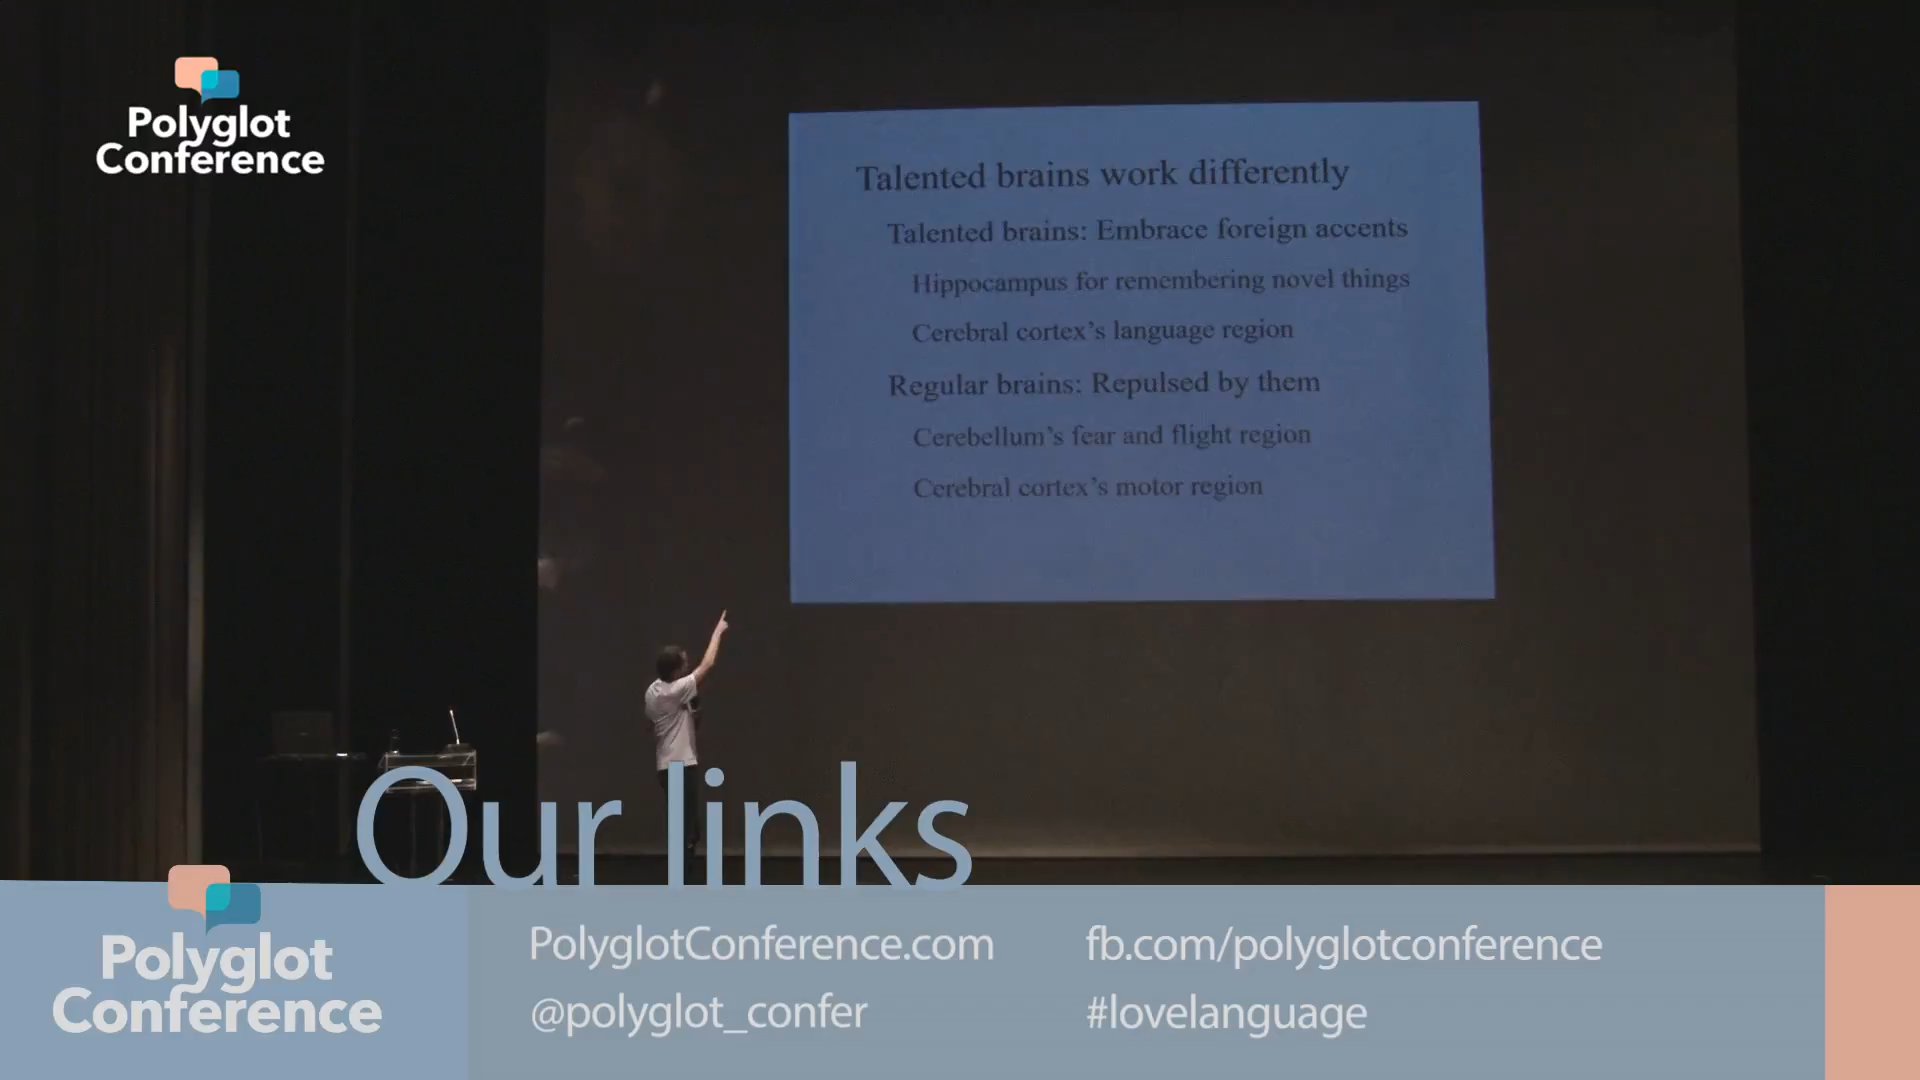 Polyglot
Conference
Talented brains work differently
Talented brains: Embrace foreign accents
Hippocampus for remembering novel things
Cerebral cortex's language region
Regular brains: Repulsed by them
Cerebellum's fear and flight region
Cerebral cortex's motor region
Our links
Polyglot
Conference
PolyglotConference.com
@polyglot_confer
fb.com/polyglotconference
#lovelanguage